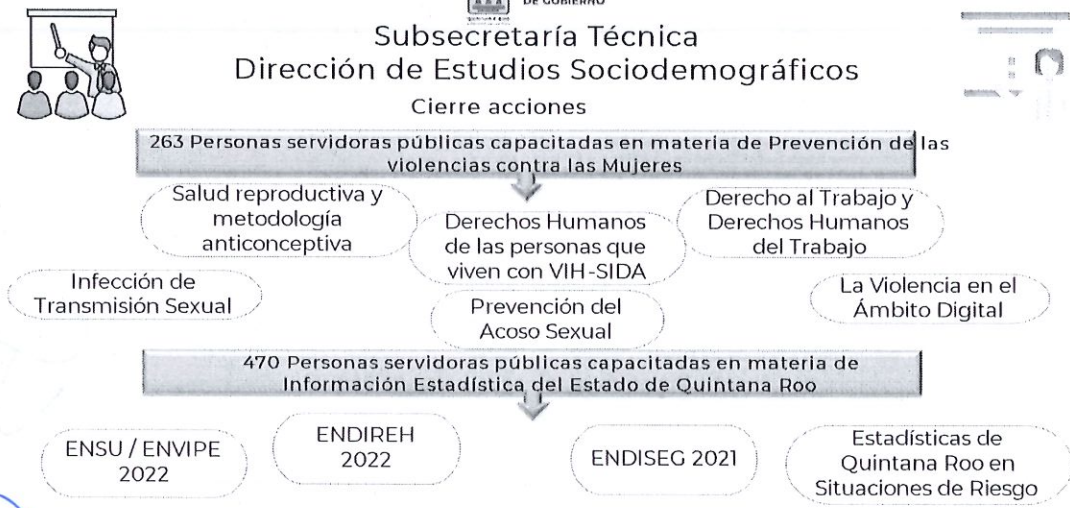 DE GOBIERNO
Subsecretaría Técnica
Dirección de Estudios Sociodemográficos
Cierre acciones
263 Personas servidoras públicas capacitadas en materia de Prevención de las
violencias contra las Mujeres
Salud reproductiva y
metodología
anticonceptiva
Derechos Humanos
de las personas que
viven con VIH-SIDA
Derecho al Trabajo y
Derechos Humanos
del Trabajo
Infección de
Transmisión Sexual
Prevención del
Acoso Sexual
La Violencia en el
Ámbito Digital
470 Personas servidoras públicas capacitadas en materia de
Información Estadística del Estado de Quintana Roo
ENSU / ENVIPE
2022
ENDIREH
2022
ENDISEG 2021
Estadísticas de
Quintana Roo en
Situaciones de Riesgo